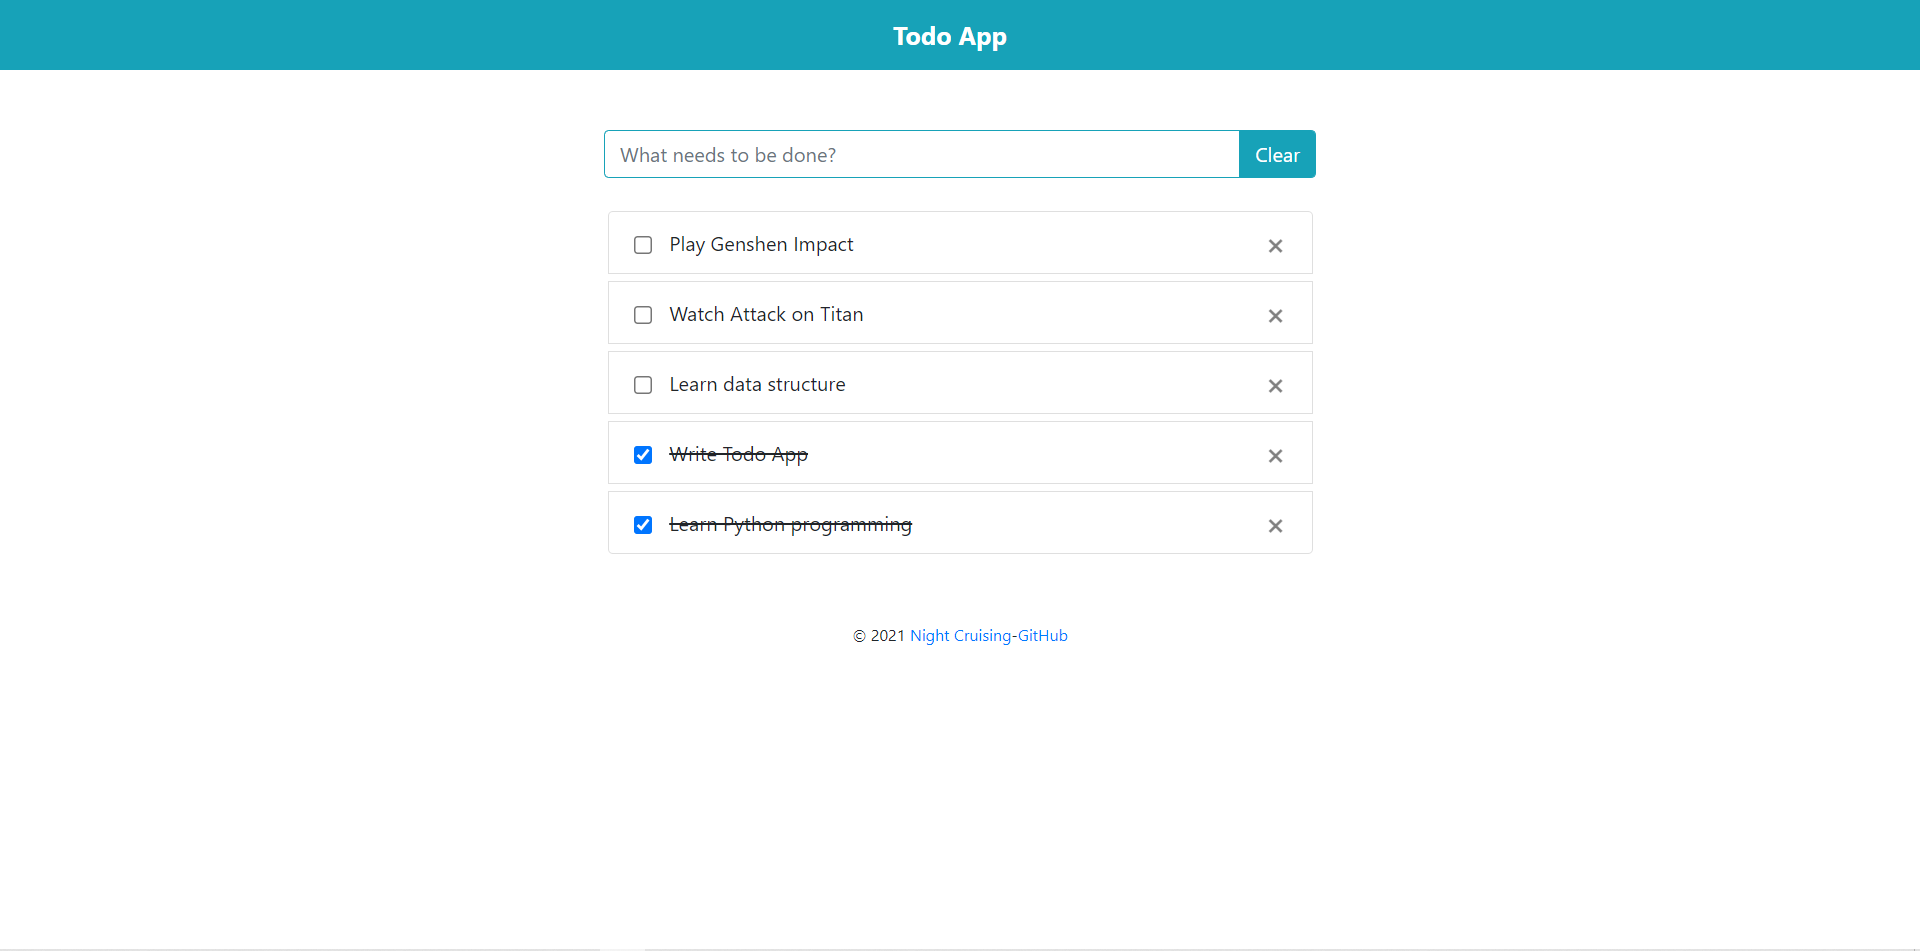 Todo App
What needs to be done?
Clear
Play Genshen Impact
Watch Attack on Titan
Learn data structure
Write Todo App
Learn Python programming
© 2021 Night Cruising-GitHub